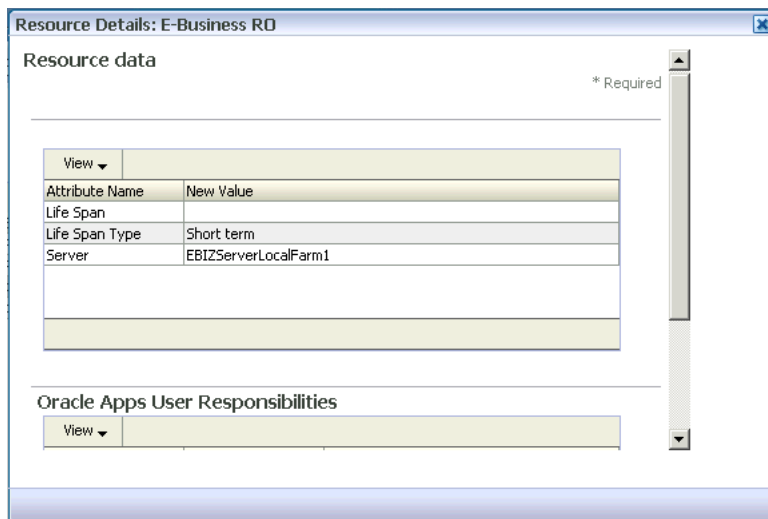 Resource Details: E-Business RO
Resource data
* Required
View
Attribute Name New Value
Life Span
Life Span Type Short term
Server EBIZServerLocalFarm1
Oracle Apps User Responsibilities
View